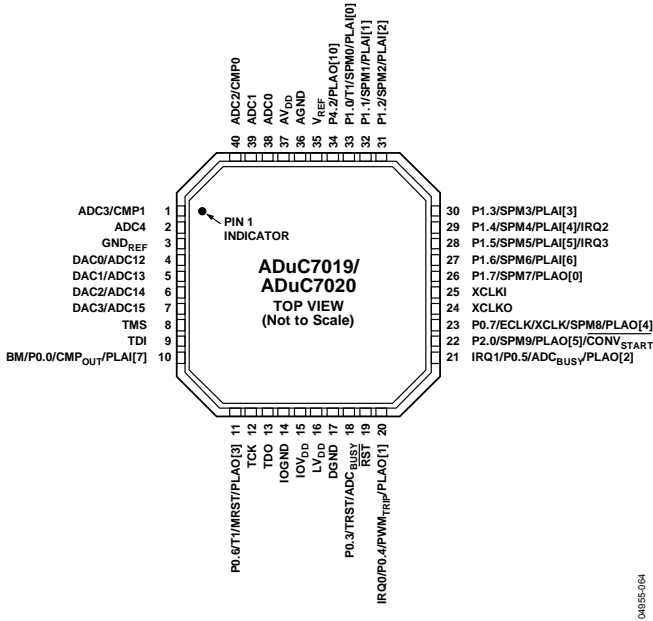 40 ADC2/CMP0
39 ADC1
38 ADC0
37 AVDD
36 AGND
35 VREF
34 P4.2/PLAO[10]
33 P1.0/T1/SPM0/PLAI[0]
32 P1.1/SPM1/PLAI[1]
31 P1.2/SPM2/PLAI[2]
ADC3/CMP1 1
ADC4 2
GNDREF 3
DAC0/ADC12 4
DAC1/ADC13 5
DAC2/ADC14 6
DAC3/ADC15 7
TMS 8
TDI 9
BM/P0.0/CMPOUT/PLAI[7] 10
PIN 1
INDICATOR
ADuC7019/
ADuC7020
TOP VIEW
(Not to Scale)
30 P1.3/SPM3/PLAI[3]
29 P1.4/SPM4/PLAI[4]/IRQ2
28 P1.5/SPM5/PLAI[5]/IRQ3
27 P1.6/SPM6/PLAI[6]
26 P1.7/SPM7/PLAO[0]
25 XCLKI
24 XCLKO
23 P0.7/ECLK/XCLK/SPM8/PLAO[4]
22 P2.0/SPM9/PLAO[5]/CONVSTART
21 IRQ1/P0.5/ADCBUSY/PLAO[2]
P0.6/T1/MRST/PLAO[3] 11
TCK 12
TDO 13
IOGND 14
IOVDD 15
LVDD 16
DGND 17
P0.3/TRST/ADCBUSY 18
RST 19
IRQ0/P0.4/PWMTRIP/PLAO[1] 20
04955-064